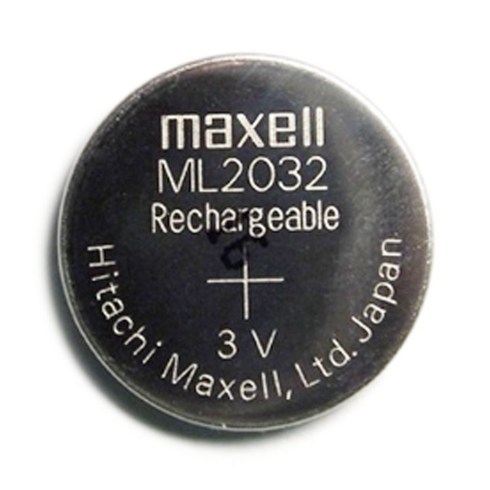 maxell
ML2032
Rechargeable
+
3 V
Hitachi Maxell, Ltd. Japan